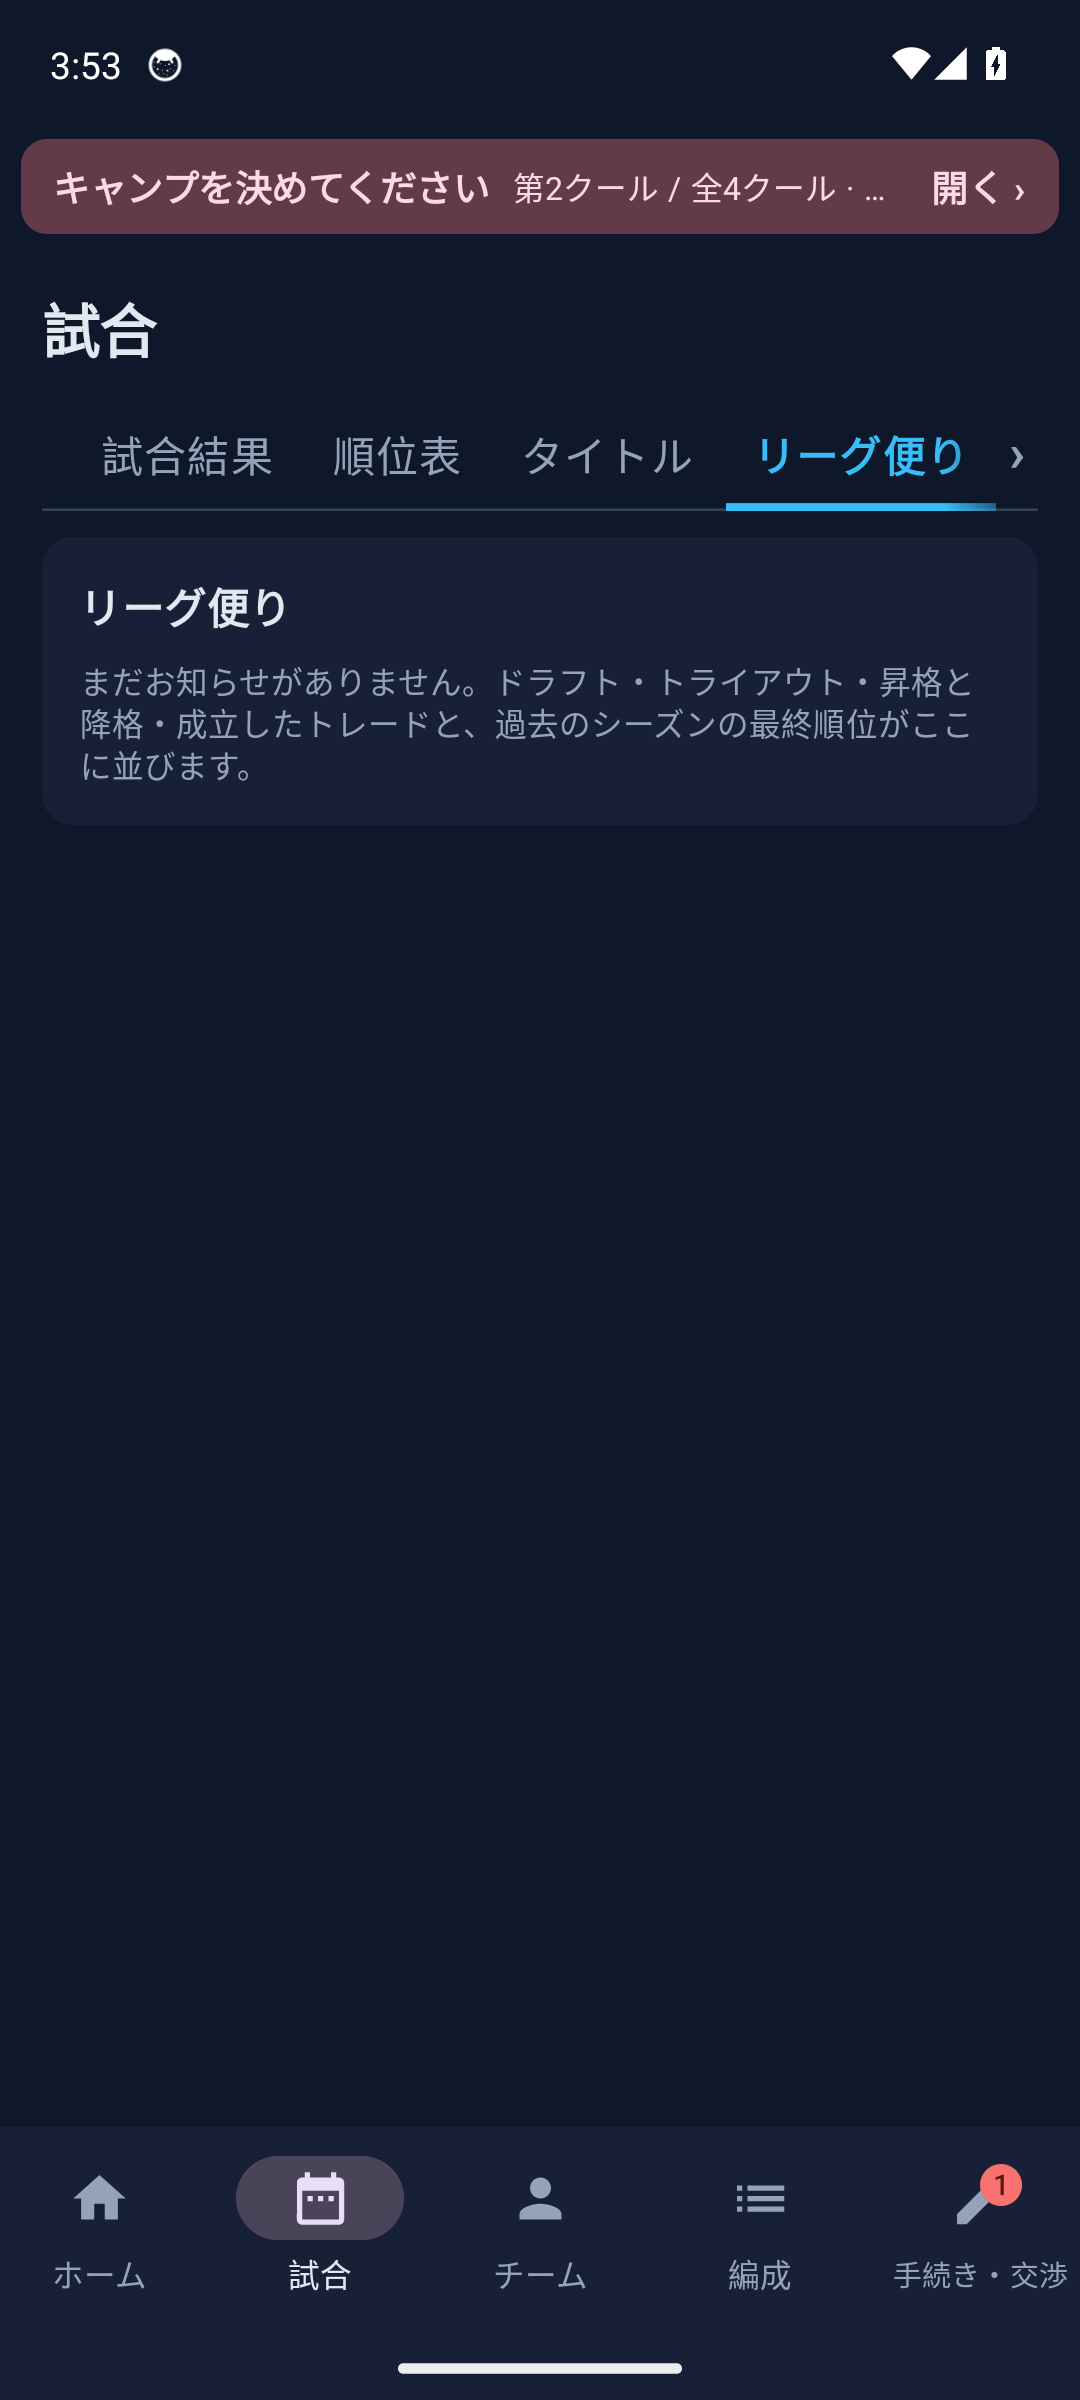 3:53
キャンプを決めてください 第2クール / 全4クール · … 開く ›
試合
試合結果 順位表 タイトル リーグ便り ›
リーグ便り
まだお知らせがありません。ドラフト・トライアウト・昇格と
降格・成立したトレードと、過去のシーズンの最終順位がここ
に並びます。
1
ホーム 試合 チーム 編成 手続き・交渉